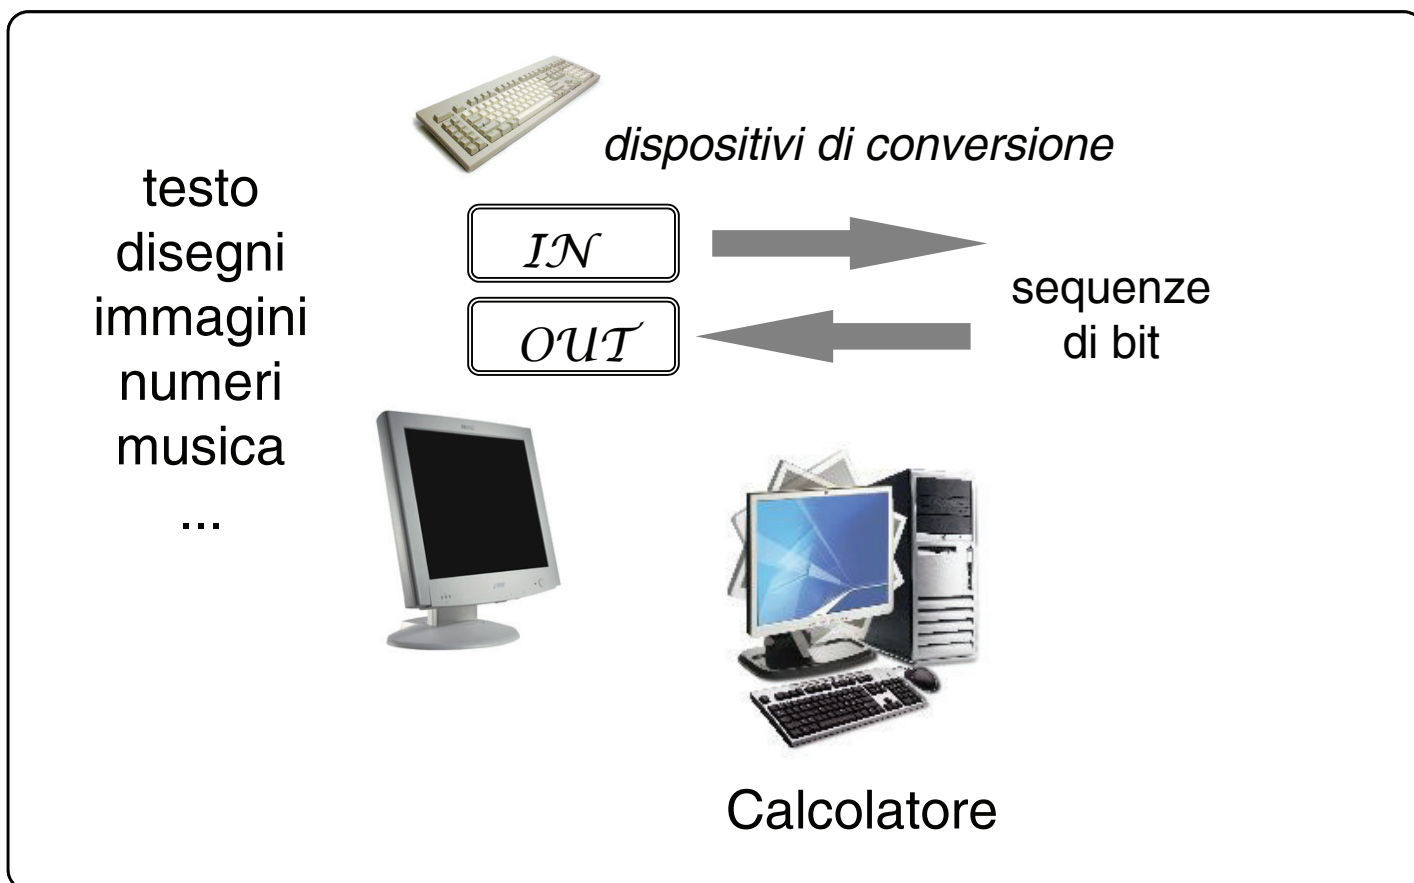 dispositivi di conversione
testo
disegni
immagini
numeri
musica
...
IN
OUT
sequenze
di bit
Calcolatore